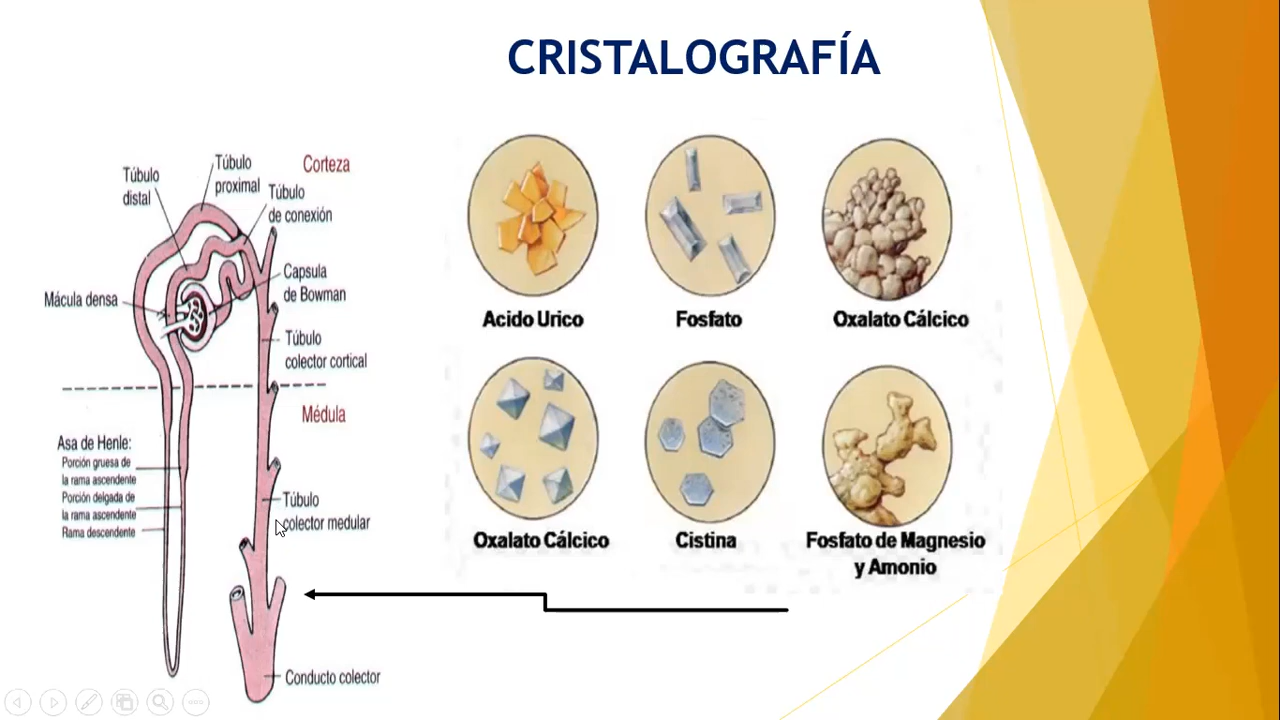 CRISTALOGRAFÍA
Túbulo
proximal
Corteza
Túbulo
distal
Túbulo
de conexión
Capsula
de Bowman
Mácula densa
Túbulo
colector cortical
Médula
Asa de Henle:
Porción gruesa de
la rama ascendente
Porción delgada de
la rama ascendente
Rama descendente
Túbulo
colector medular
Conducto colector
Acido Urico
Fosfato
Oxalato Cálcico
Oxalato Cálcico
Cistina
Fosfato de Magnesio
y Amonio